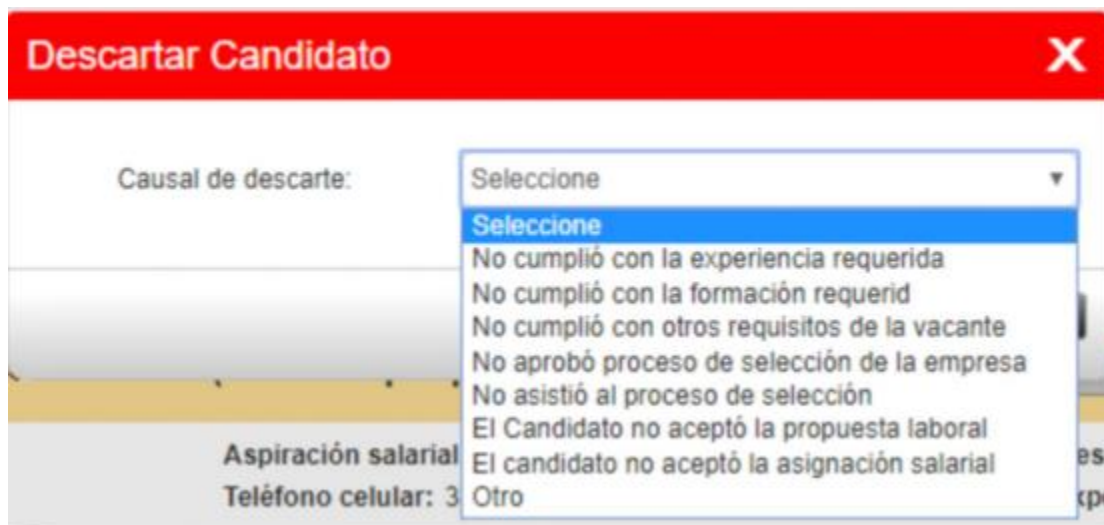 Descartar Candidato X
Causal de descarte: Seleccione
Seleccione
No cumplió con la experiencia requerida
No cumplió con la formación requerid
No cumplió con otros requisitos de la vacante
No aprobó proceso de selección de la empresa
No asistió al proceso de selección
El Candidato no aceptó la propuesta laboral
Aspiración salarial El candidato no aceptó la asignación salarial es
Teléfono celular: 3 Otro xp